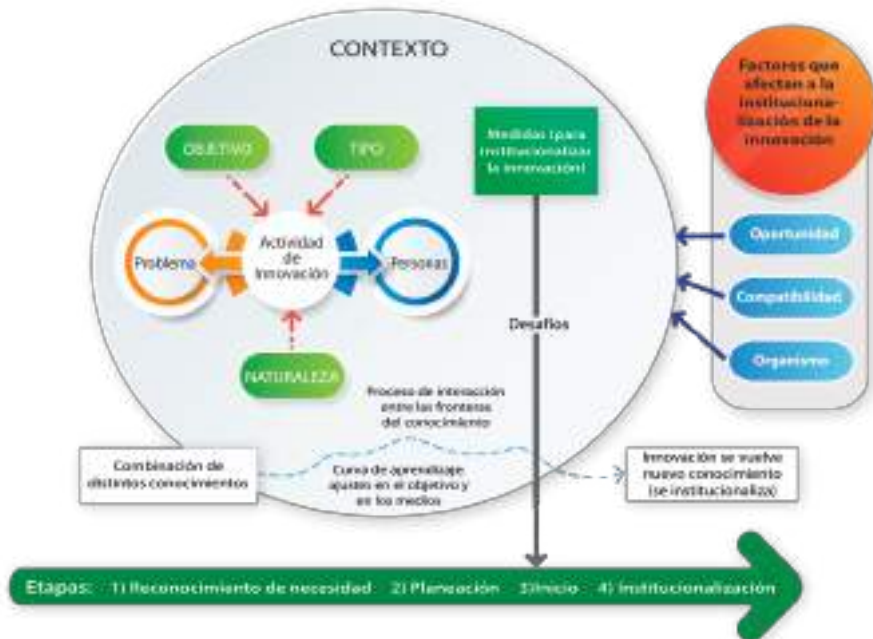 CONTEXTO
OBJETIVO
TIPO
Medidas (para
institucionalizar
la innovación)
Problema
Actividad
de
Innovación
Personas
NATURALEZA
Desafíos
Proceso de interacción
entre las fronteras
del conocimiento
Combinación de
distintos conocimientos
Curva de aprendizaje,
ajustes en el objetivo y
en los medios
Innovación se vuelve
nuevo conocimiento
(se institucionaliza)
Factores que
afectan a la
instituciona-
lización de la
innovación
Oportunidad
Compatibilidad
Organismo
Etapas: 1) Reconocimiento de necesidad 2) Planeación 3)Inicio 4) Institucionalización